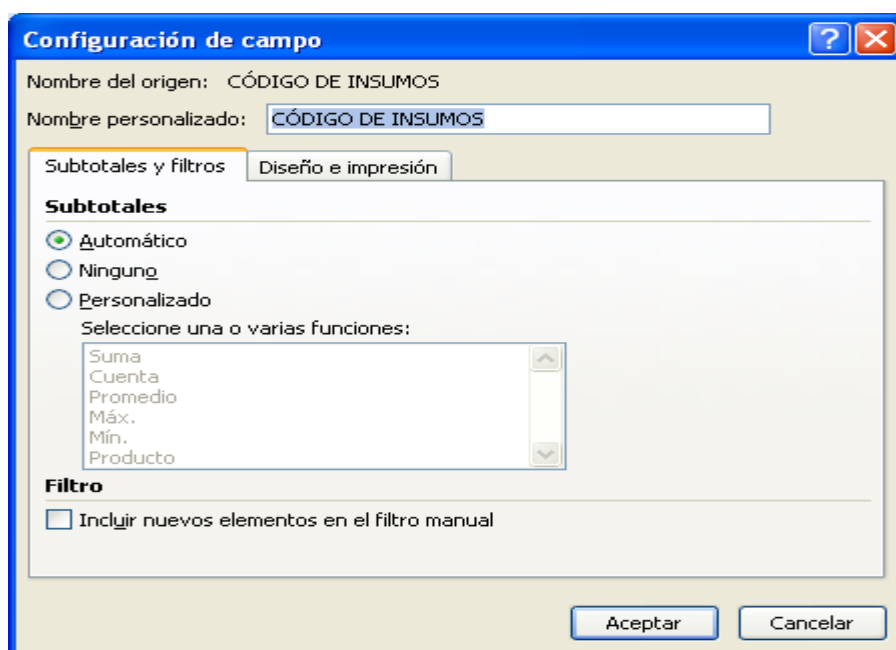 Configuración de campo
Nombre del origen: CÓDIGO DE INSUMOS
Nombre personalizado: CÓDIGO DE INSUMOS
Subtotales y filtros Diseño e impresión
Subtotales
Automático
Ninguno
Personalizado
Seleccione una o varias funciones:
Suma
Cuenta
Promedio
Máx.
Mín.
Producto
Filtro
Incluir nuevos elementos en el filtro manual
Aceptar Cancelar